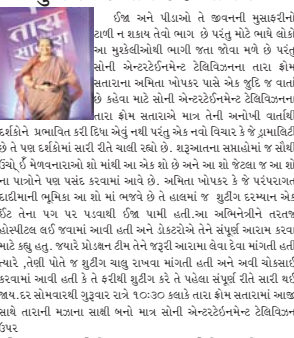 તારા
સાતારા
ઈજા અને પીડાઓ તે જીવનની મુસાફરીનો
ટાળી ન શકાય તેવો ભાગ છે પરંતુ મોટે ભાગે લોકો
આ મુશ્કેલીઓથી ભાગી જતા જોવા મળે છે પરંતુ
સોની એન્ટરટેઈનમેન્ટ ટેલિવિઝનના તારા ફ્રોમ
સતારાના અમિતા ખોપકર પાસે એક જુદિ જ વાર્તા
છે કહેવા માટે સોની એન્ટરટેઈનમેન્ટ ટેલિવિઝનના
તારા ફ્રોમ સતારાએ માત્ર તેની અનોખી વાર્તાથી
દર્શકોને પ્રભાવિત કરી દિધા એવું નથી પરંતુ એક નવો વિચાર કે જે ડ્રામાલિટી
છે તે પણ દર્શકોમાં સારી રીતે ચાલી રહ્યો છે. શરૂઆતના સપ્તાહોમાં જ સૌથી
ઉચો ઈં મેળવનારાઓ શો માંથી આ એક શો છે અને આ શો જેટલા જ આ શો
ના પાત્રોને પણ પસંદ કરવામાં આવે છે. અમિતા ખોપકર કે જે પરંપરાગત
દાદીમાની ભૂમિકા આ શો માં ભજવે છે તે હાલમાં જ શુટીંગ દરમ્યાન એક
ઈંટ તેના પગ પર પડવાથી ઈજા પામી હતી.આ અભિનેત્રીને તરતજ
હોસ્પીટલ લઈ જવામાં આવી હતી અને ડોક્ટરોએ તેને સંપૂર્ણ આરામ કરવા
માટે કહ્યુ હતુ. જયારે પ્રોડક્શન ટીમ તેને જરૂરી આરામા લેવા દેવા માંગતી હતી
ત્યારે ,તેણી પોતે જ શુટીંગ ચાલુ રાખવા માંગતી હતી અને અવી ચોકસાઈ
કરવામાં આવી હતી કે તે ફરીથી શુટીંગ કરે તે પહેલા સંપૂર્ણ રીતે સારી થઈ
જાય.દર સોમવારથી ગુરૂવાર રાત્રે ૧૦:૩૦ કલાકે તારા ફ્રોમ સતારામાં આજી
સાથે તારાની મઝાના સાક્ષી બનો માત્ર સોની એન્ટરટેઇનમેન્ટ ટેલિવિઝન
ઉપર